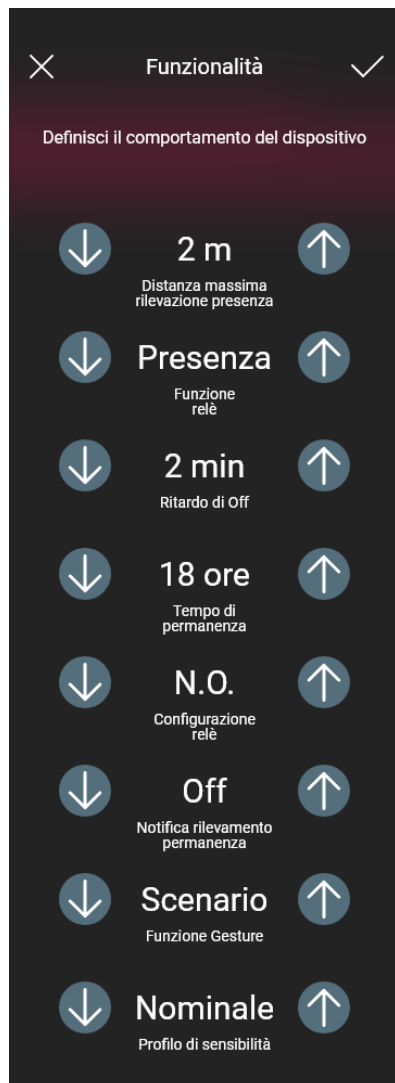 Funzionalità
Definisci il comportamento del dispositivo
2 m
Distanza massima
rilevazione presenza
Presenza
Funzione
relè
2 min
Ritardo di Off
18 ore
Tempo di
permanenza
N.O.
Configurazione
relè
Off
Notifica rilevamento
permanenza
Scenario
Funzione Gesture
Nominale
Profilo di sensibilità